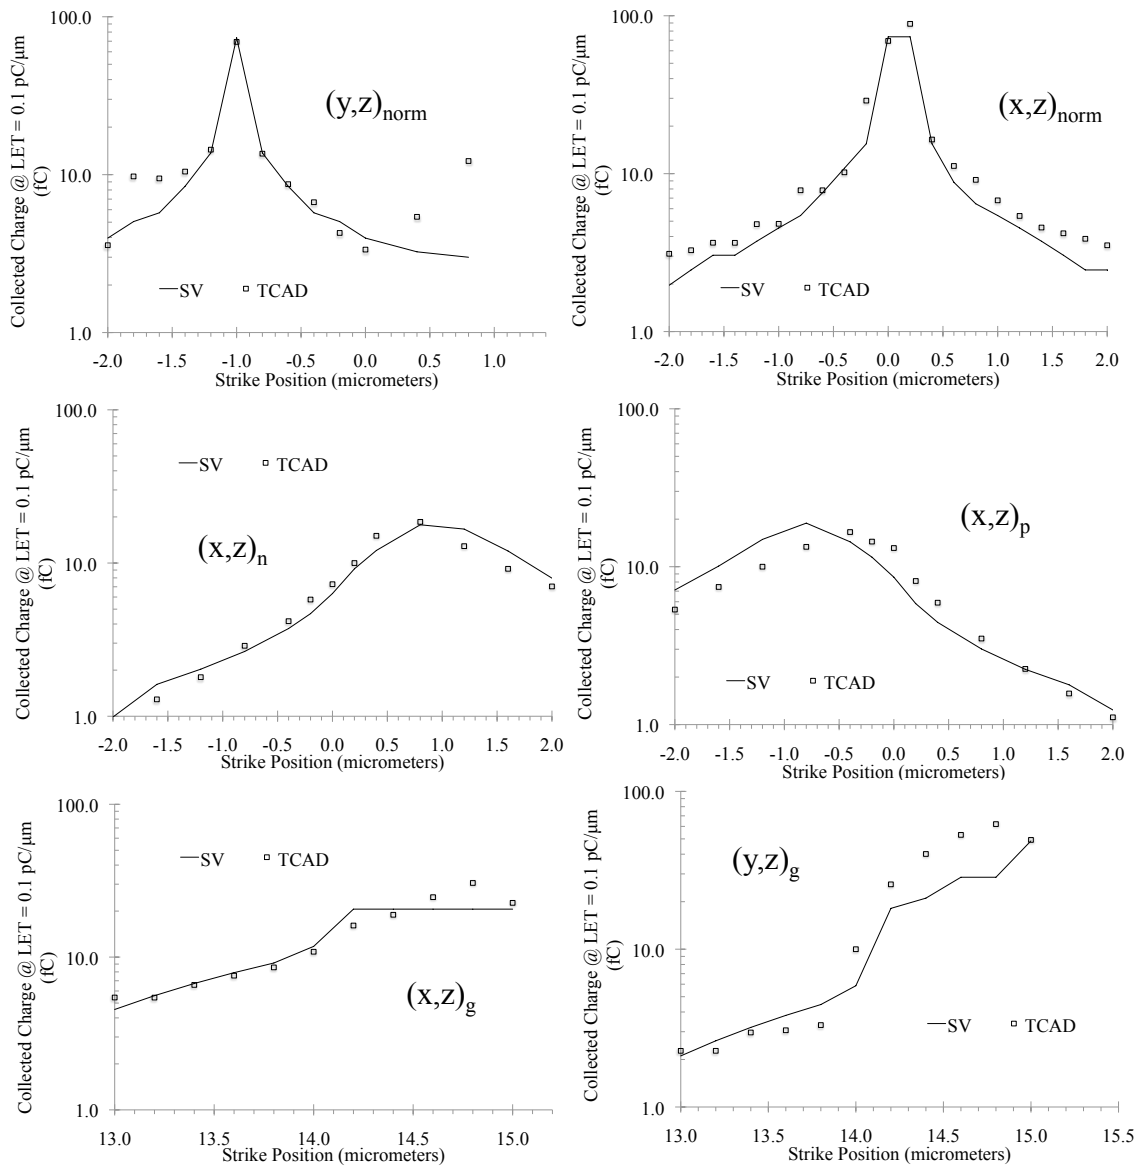 100.0
10.0
1.0
Collected Charge @ LET = 0.1 pC/μm
(fC)
(y,z)norm
SV TCAD
-2.0 -1.5 -1.0 -0.5 0.0 0.5 1.0
Strike Position (micrometers)
100.0
10.0
1.0
Collected Charge @ LET = 0.1 pC/μm
(fC)
(x,z)norm
SV TCAD
-2.0 -1.5 -1.0 -0.5 0.0 0.5 1.0 1.5 2.0
Strike Position (micrometers)
100.0
10.0
1.0
Collected Charge @ LET = 0.1 pC/μm
(fC)
SV TCAD
(x,z)n
-2.0 -1.5 -1.0 -0.5 0.0 0.5 1.0 1.5 2.0
Strike Position (micrometers)
100.0
10.0
1.0
Collected Charge @ LET = 0.1 pC/μm
(fC)
(x,z)p
SV TCAD
-2.0 -1.5 -1.0 -0.5 0.0 0.5 1.0 1.5 2.0
Strike Position (micrometers)
100.0
10.0
1.0
Collected Charge @ LET = 0.1 pC/μm
(fC)
SV TCAD
(x,z)g
13.0 13.5 14.0 14.5 15.0
Strike Position (micrometers)
100.0
10.0
1.0
Collected Charge @ LET = 0.1 pC/μm
(fC)
(y,z)g
SV TCAD
13.0 13.5 14.0 14.5 15.0 15.5
Strike Position (micrometers)